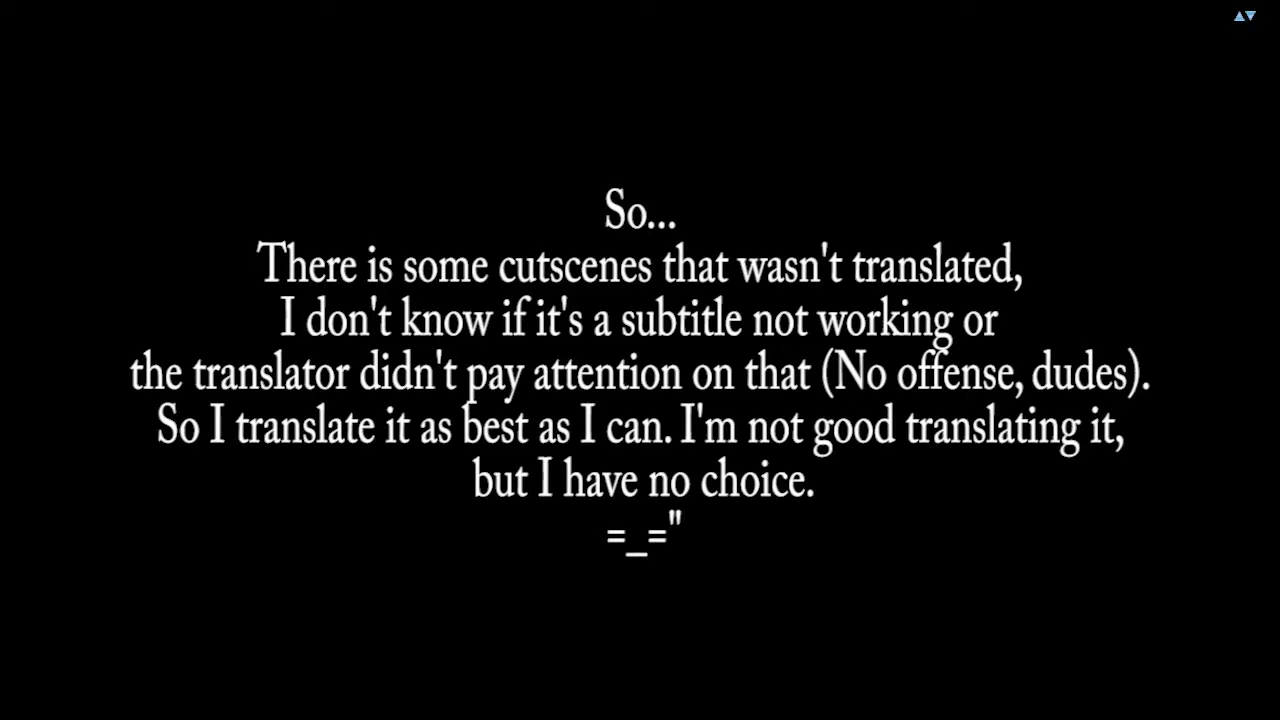 So...
There is some cutscenes that wasn't translated,
I don't know if it's a subtitle not working or
the translator didn't pay attention on that (No offense, dudes).
So I translate it as best as I can. I'm not good translating it,
but I have no choice.
=_="